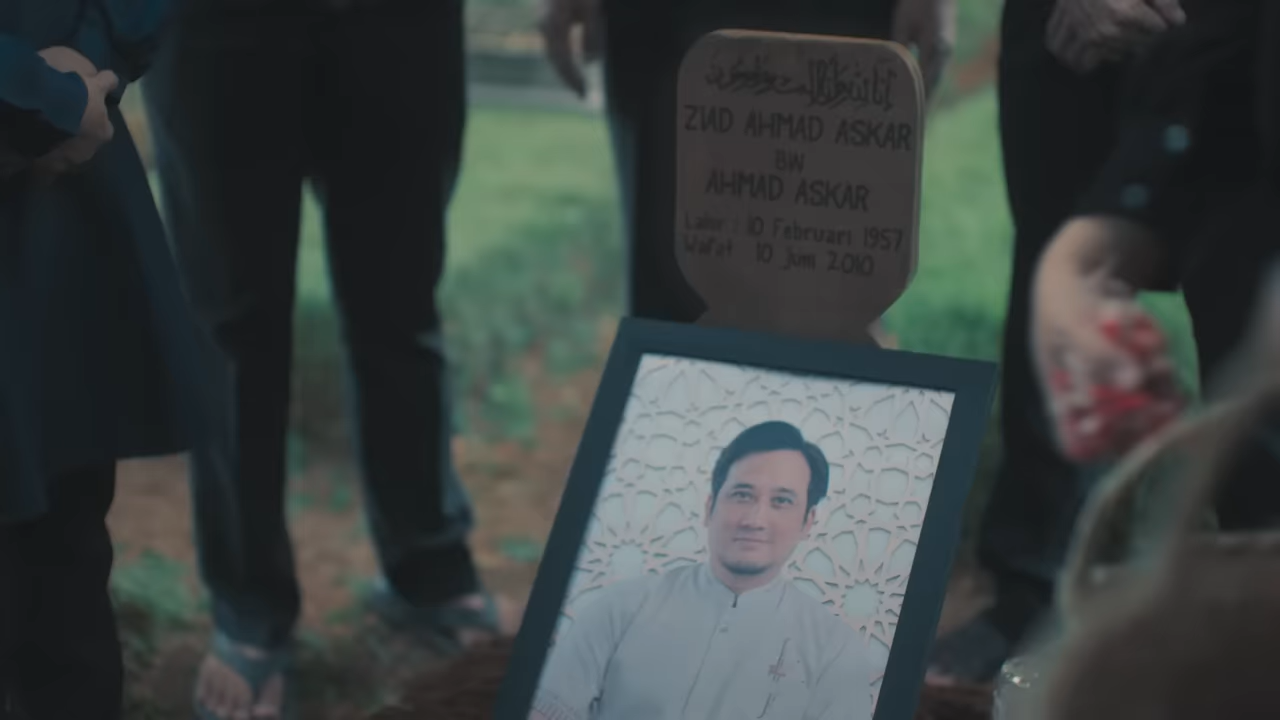 ZIAD AHMAD ASKAR
BIN
AHMAD ASKAR
Lahir : 10 Februari 1957
Wafat 10 Juni 2010